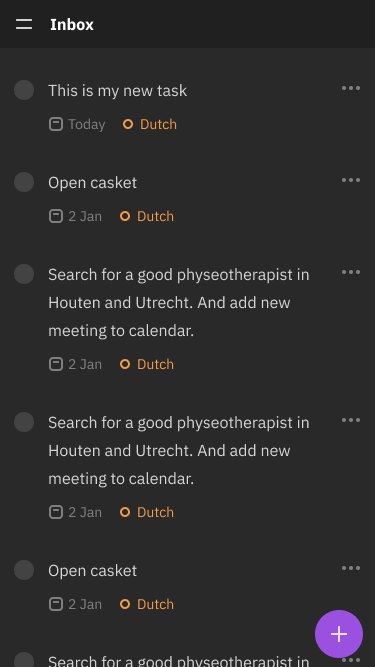 Inbox
This is my new task
Today Dutch
Open casket
2 Jan Dutch
Search for a good physeotherapist in
Houten and Utrecht. And add new
meeting to calendar.
2 Jan Dutch
Search for a good physeotherapist in
Houten and Utrecht. And add new
meeting to calendar.
2 Jan Dutch
Open casket
2 Jan Dutch
Search for a good physeotherapist in